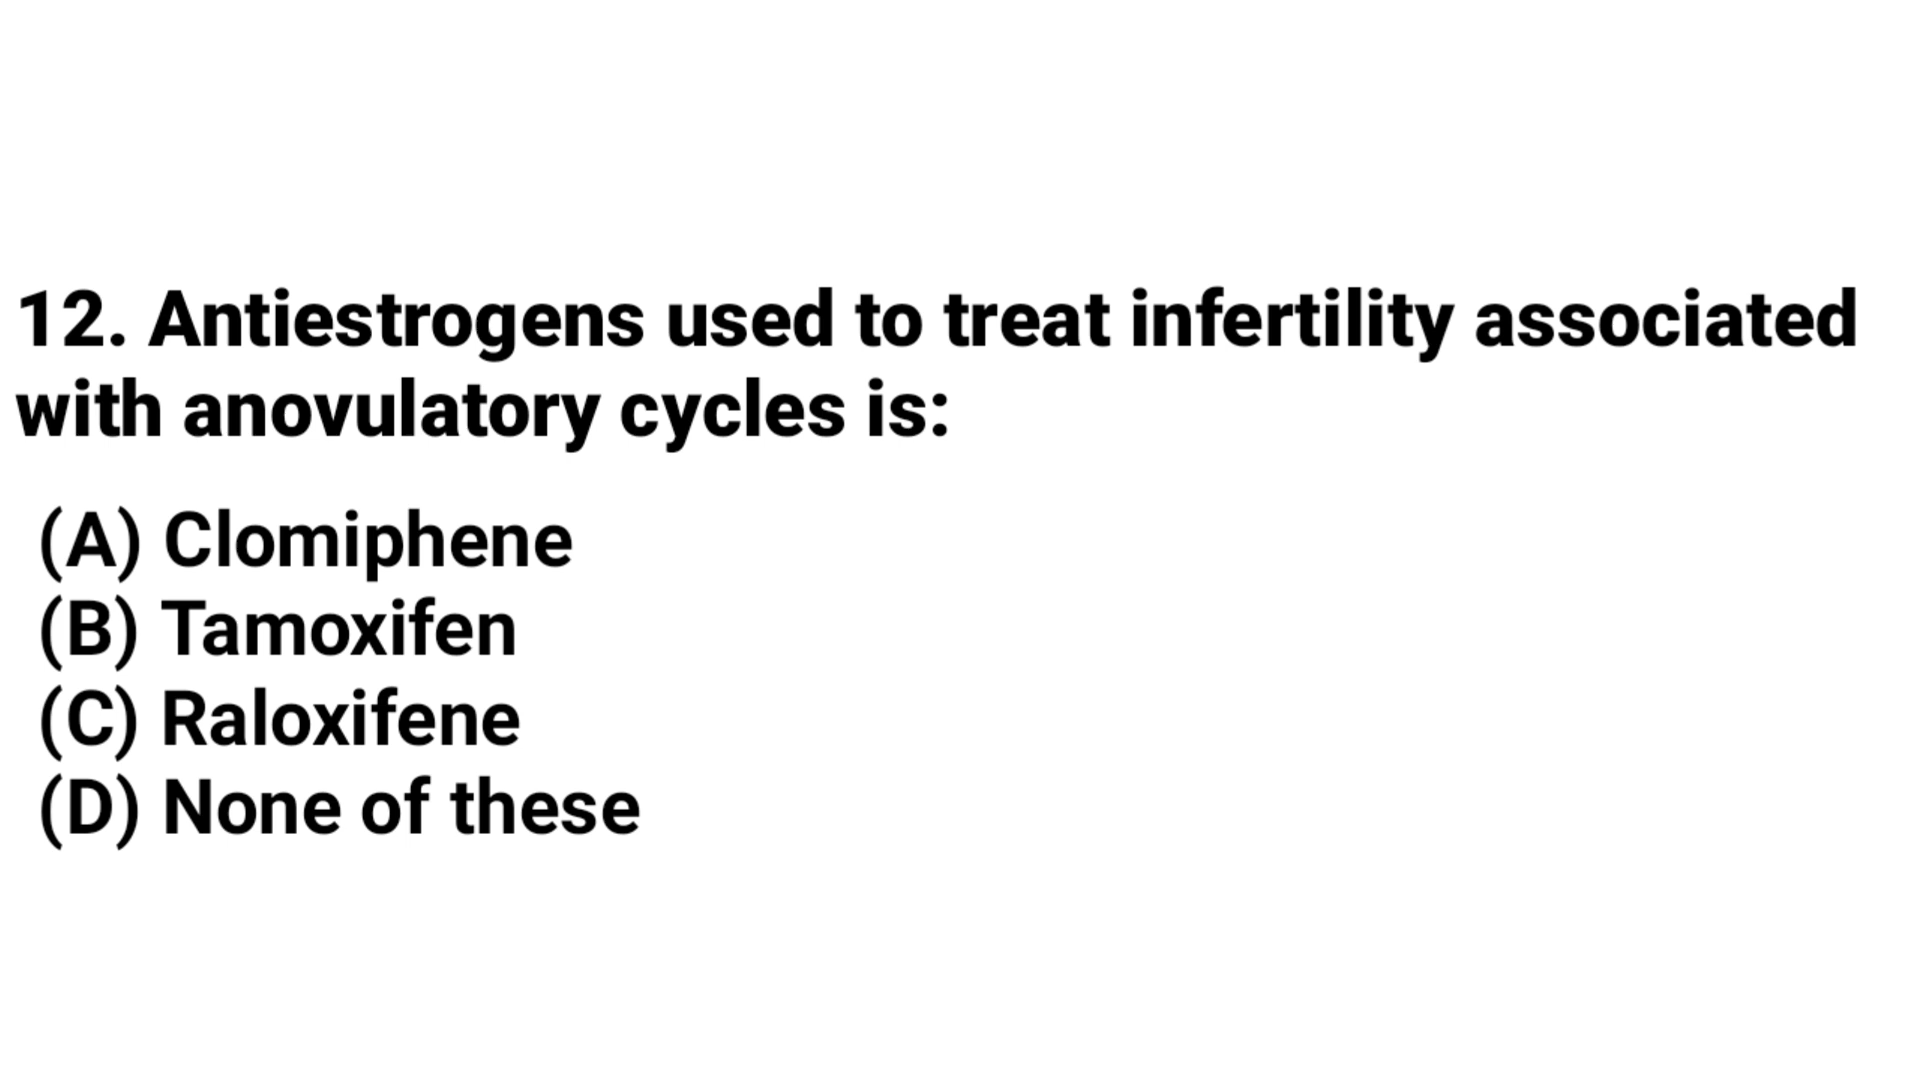 12. Antiestrogens used to treat infertility associated
with anovulatory cycles is:
(A) Clomiphene
(B) Tamoxifen
(C) Raloxifene
(D) None of these